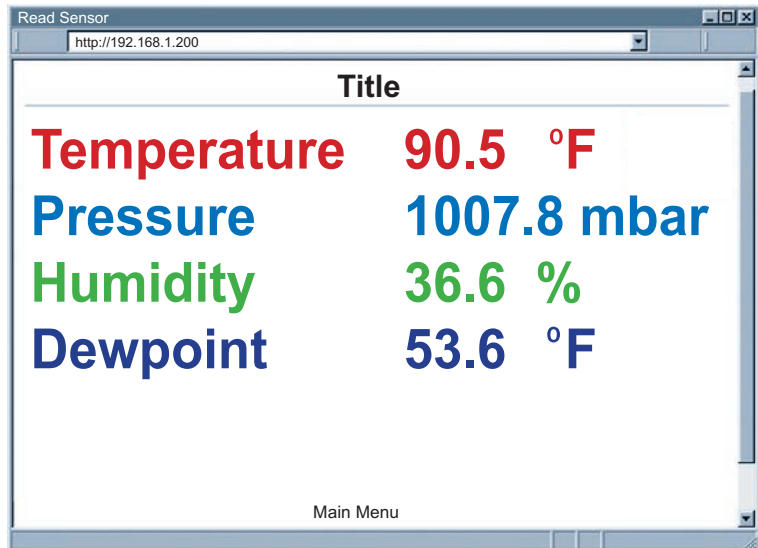 Read Sensor
http://192.168.1.200
Title
Temperature 90.5 °F
Pressure 1007.8 mbar
Humidity 36.6 %
Dewpoint 53.6 °F
Main Menu